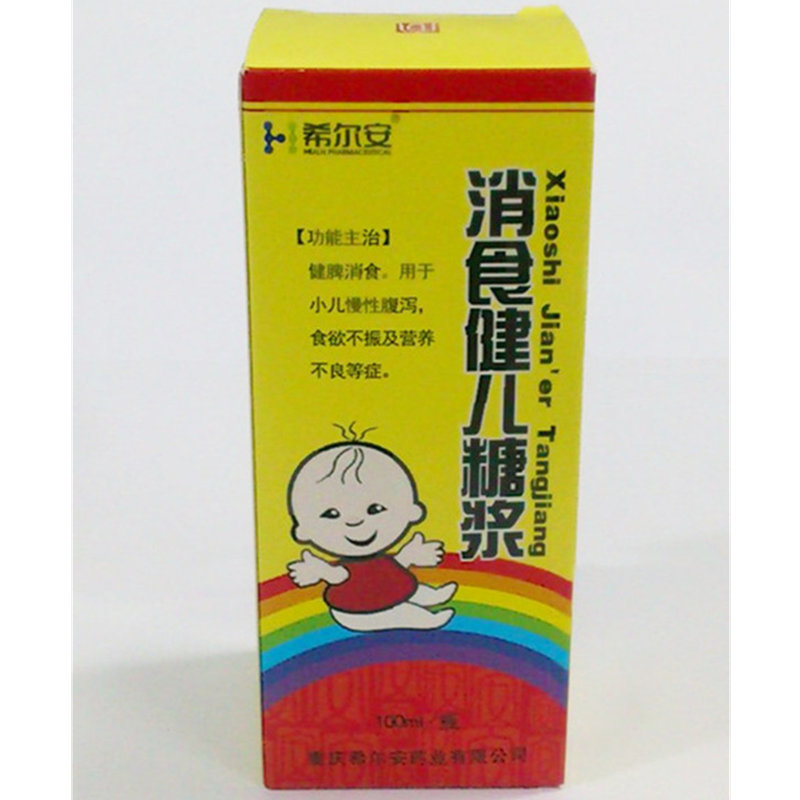 希尔安®
【功能主治】
健脾消食。用于
小儿慢性腹泻，
食欲不振及营养
不良等症。
消食健儿糖浆
Xiaoshi Jian'er Tangjiang
100ml/瓶
重庆希尔安药业有限公司